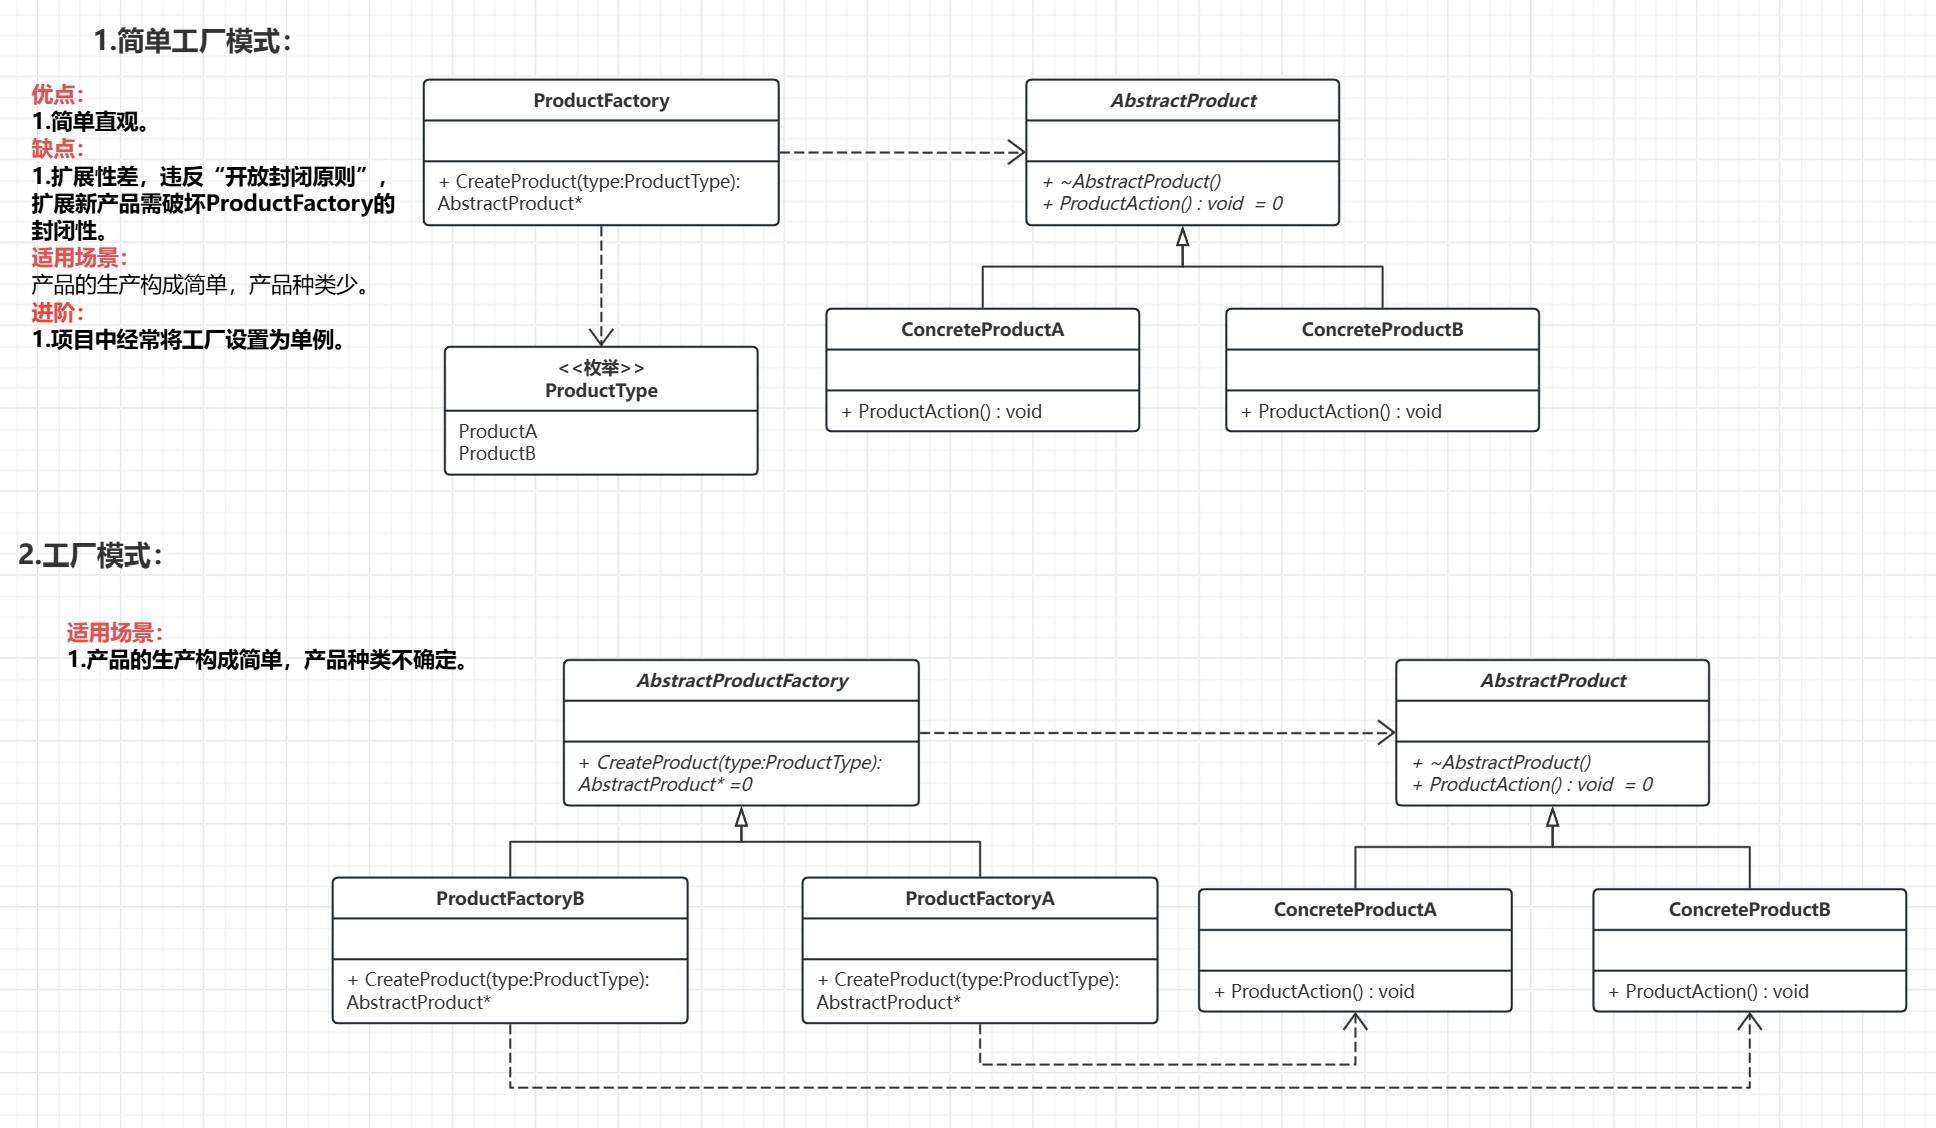 1.简单工厂模式：
优点：
1.简单直观。
缺点：
1.扩展性差，违反“开放封闭原则”，
扩展新产品需破坏ProductFactory的
封闭性。
适用场景：
产品的生产构成简单，产品种类少。
进阶：
1.项目中经常将工厂设置为单例。
ProductFactory
+ CreateProduct(type:ProductType):
AbstractProduct*
AbstractProduct
+ ~AbstractProduct()
+ ProductAction() : void  = 0
<<枚举>>
ProductType
ProductA
ProductB
ConcreteProductA
+ ProductAction() : void
ConcreteProductB
+ ProductAction() : void
2.工厂模式：
适用场景：
1.产品的生产构成简单，产品种类不确定。
AbstractProductFactory
+ CreateProduct(type:ProductType):
AbstractProduct* =0
AbstractProduct
+ ~AbstractProduct()
+ ProductAction() : void  = 0
ProductFactoryB
+ CreateProduct(type:ProductType):
AbstractProduct*
ProductFactoryA
+ CreateProduct(type:ProductType):
AbstractProduct*
ConcreteProductA
+ ProductAction() : void
ConcreteProductB
+ ProductAction() : void